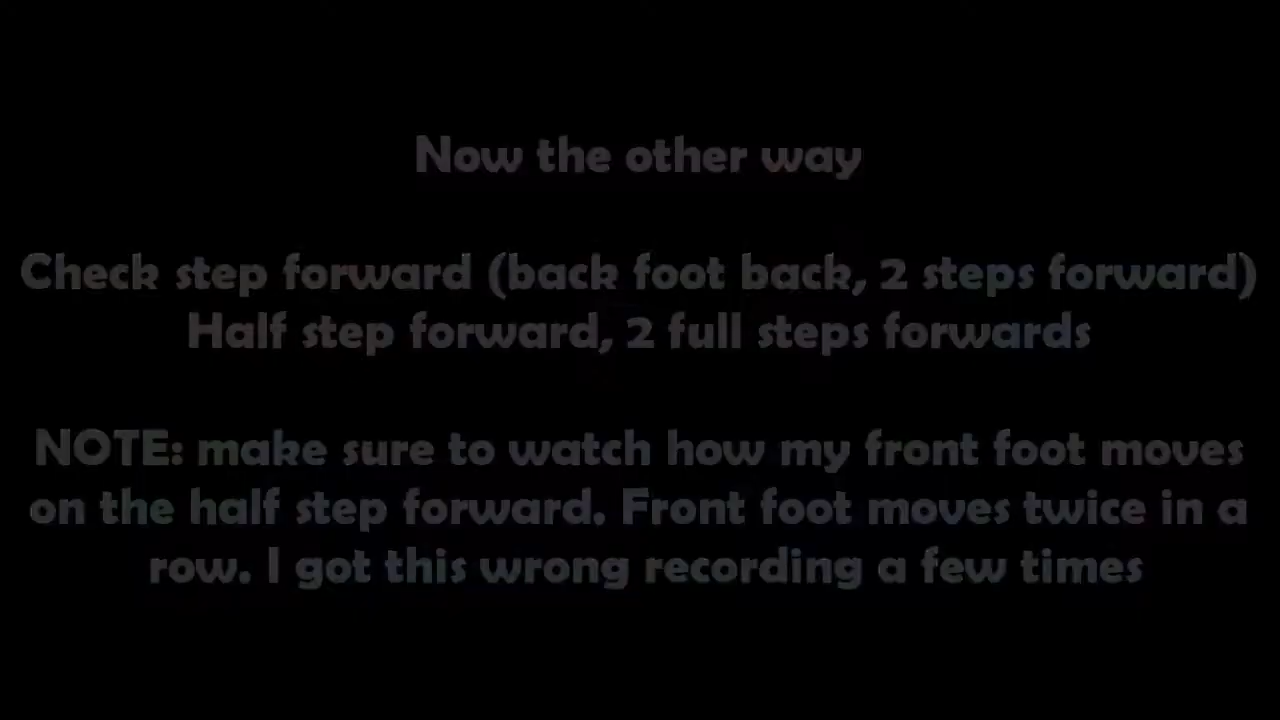 Now the other way
Check step forward (back foot back, 2 steps forward)
Half step forward, 2 full steps forwards
NOTE: make sure to watch how my front foot moves
on the half step forward. Front foot moves twice in a
row. I got this wrong recording a few times